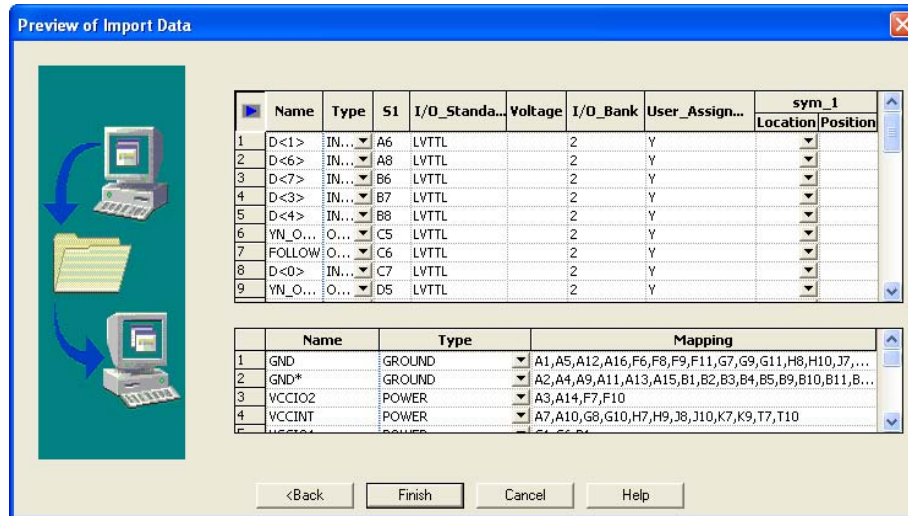 Preview of Import Data
Name Type S1 I/O_Standa... Voltage I/O_Bank User_Assign... sym_1
Location Position
1 D<1> IN... A6 LVTTL 2 Y
2 D<6> IN... A8 LVTTL 2 Y
3 D<7> IN... B6 LVTTL 2 Y
4 D<3> IN... B7 LVTTL 2 Y
5 D<4> IN... B8 LVTTL 2 Y
6 YN_O... O... C5 LVTTL 2 Y
7 FOLLOW O... C6 LVTTL 2 Y
8 D<0> IN... C7 LVTTL 2 Y
9 YN_O... O... D5 LVTTL 2 Y
Name Type Mapping
1 GND GROUND A1,A5,A12,A16,F6,F8,F9,F11,G7,G9,G11,H8,H10,J7,...
2 GND* GROUND A2,A4,A9,A11,A13,A15,B1,B2,B3,B4,B5,B9,B10,B11,B...
3 VCCIO2 POWER A3,A14,F7,F10
4 VCCINT POWER A7,A10,G8,G10,H7,H9,J8,J10,K7,K9,T7,T10
<Back Finish Cancel Help